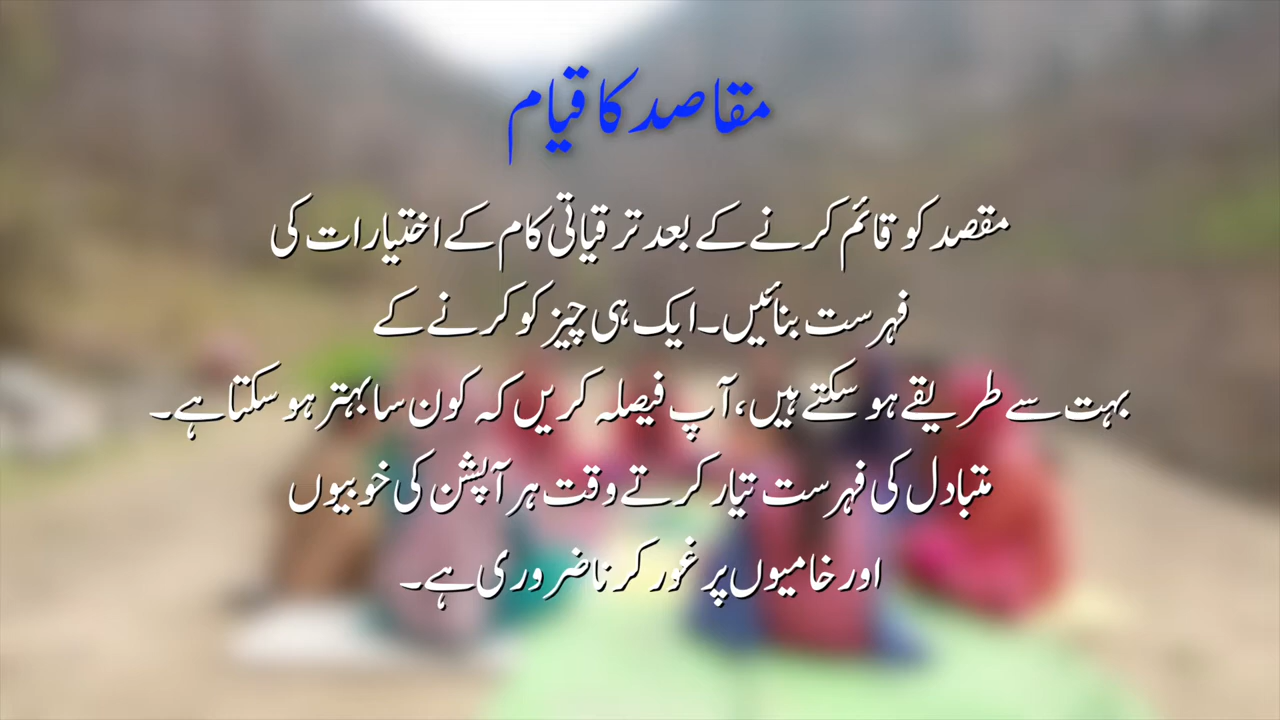 مقاصد کا قیام
مقصد کو قائم کرنے کے بعد ترقیاتی کام کے اختیارات کی
فہرست بنائیں۔ ایک ہی چیز کو کرنے کے
بہت سے طریقے ہو سکتے ہیں، آپ فیصلہ کریں کہ کون سا بہتر ہو سکتا ہے۔
متبادل کی فہرست تیار کرتے وقت ہر آپشن کی خوبیوں
اور خامیوں پر غور کرنا ضروری ہے۔